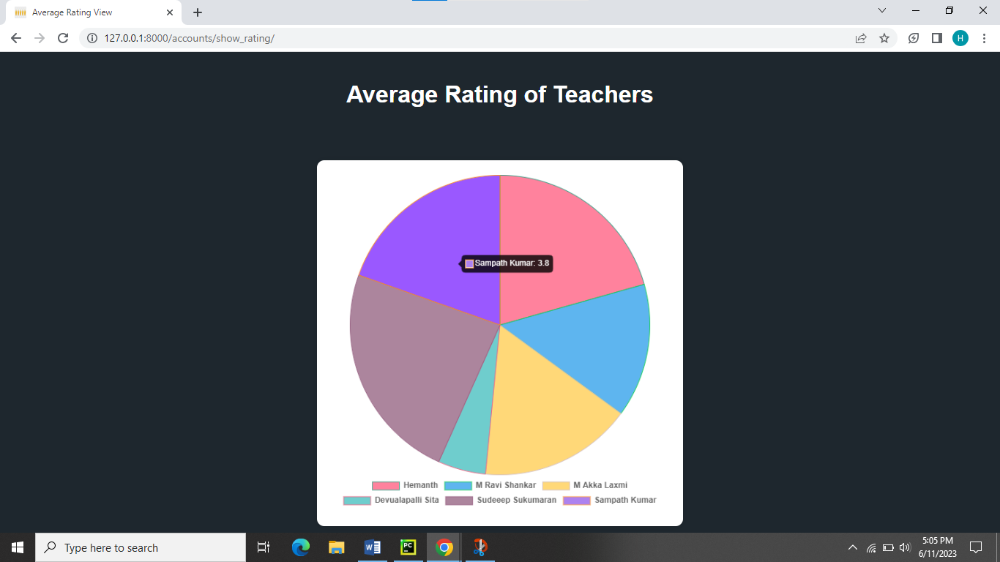 Average Rating View
127.0.0.1:8000/accounts/show_rating/
H
Average Rating of Teachers
Sampath Kumar: 3.8
Hemanth M Ravi Shankar M Akka Laxmi
Devualapalli Sita Sudeeep Sukumaran Sampath Kumar
Type here to search
W
PC
5:05 PM
6/11/2023